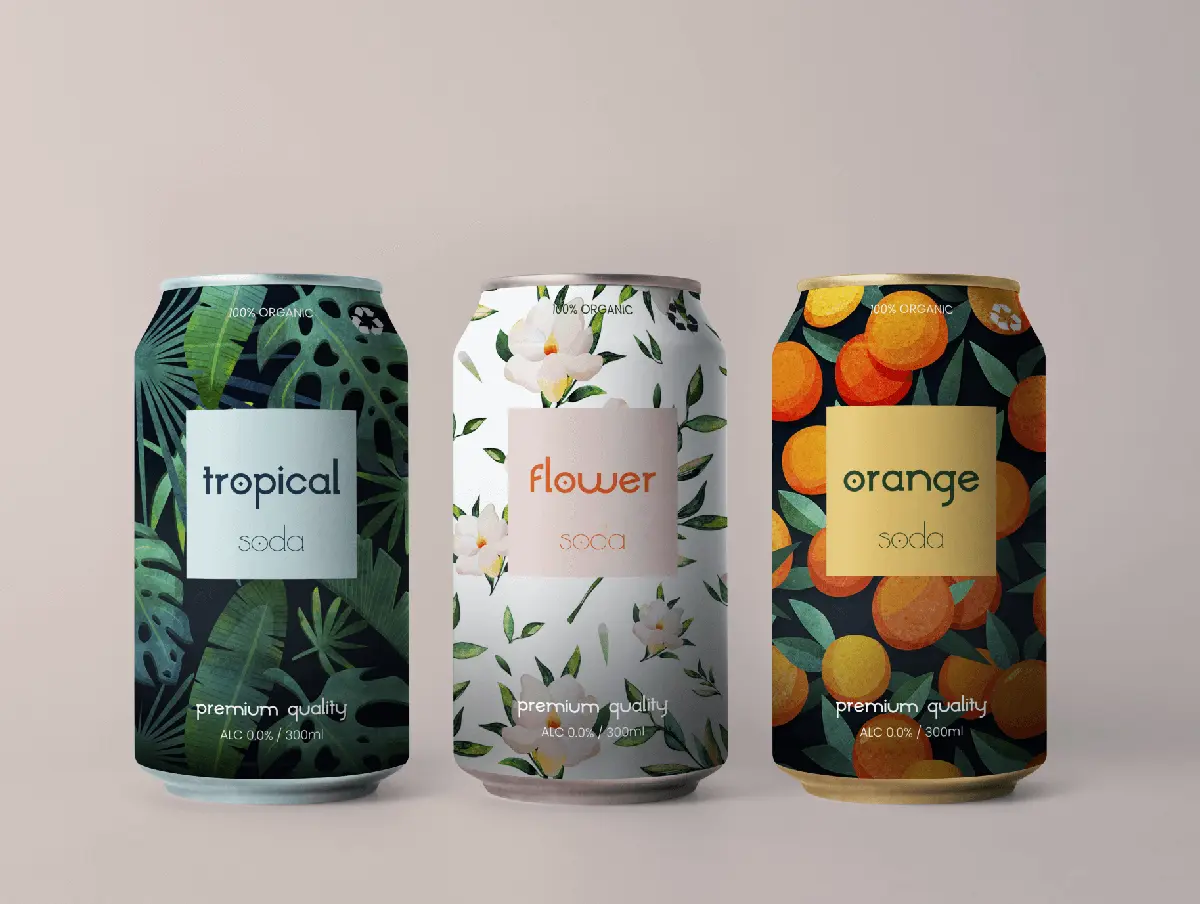 100% ORGANIC
tropical
soda
premium quality
ALC 0.0% / 300ml
100% ORGANIC
flower
soca
premium quality
ALC 0.0% / 300ml
100% ORGANIC
orange
soda
premium quality
ALC 0.0% / 300ml